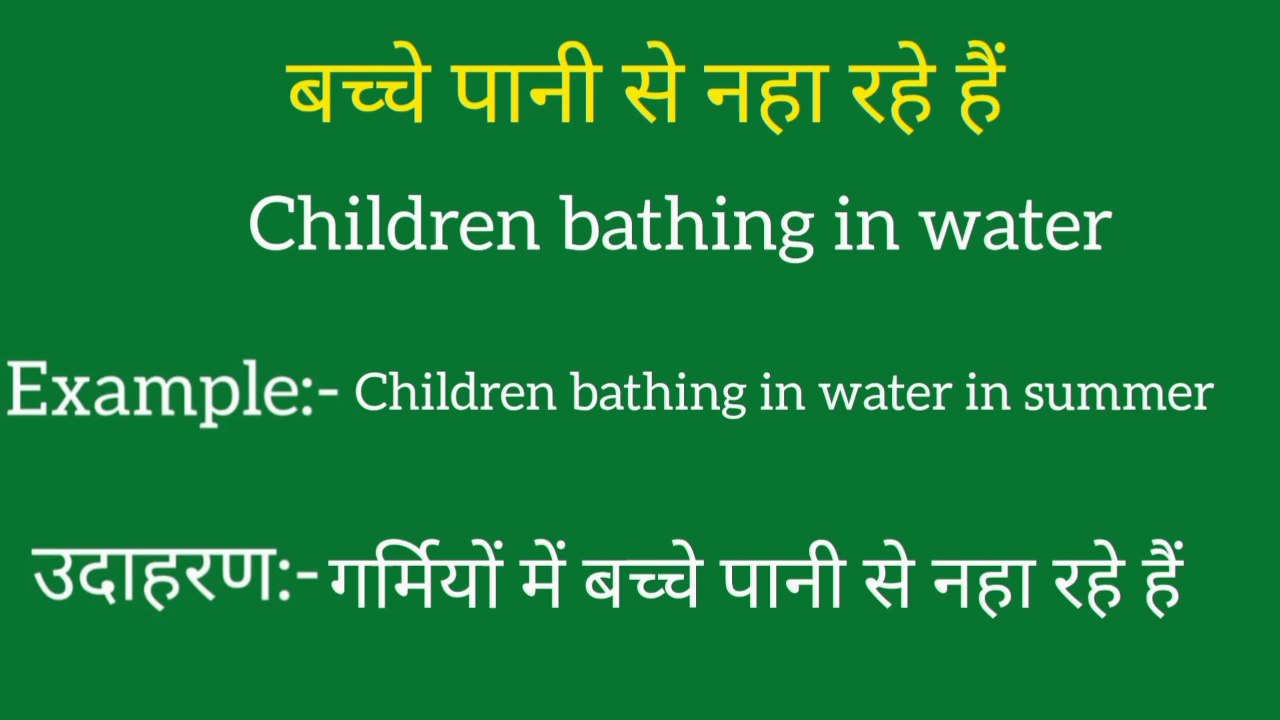 बच्चे पानी से नहा रहे हैं
Children bathing in water
Example:- Children bathing in water in summer
उदाहरण:- गर्मियों में बच्चे पानी से नहा रहे हैं